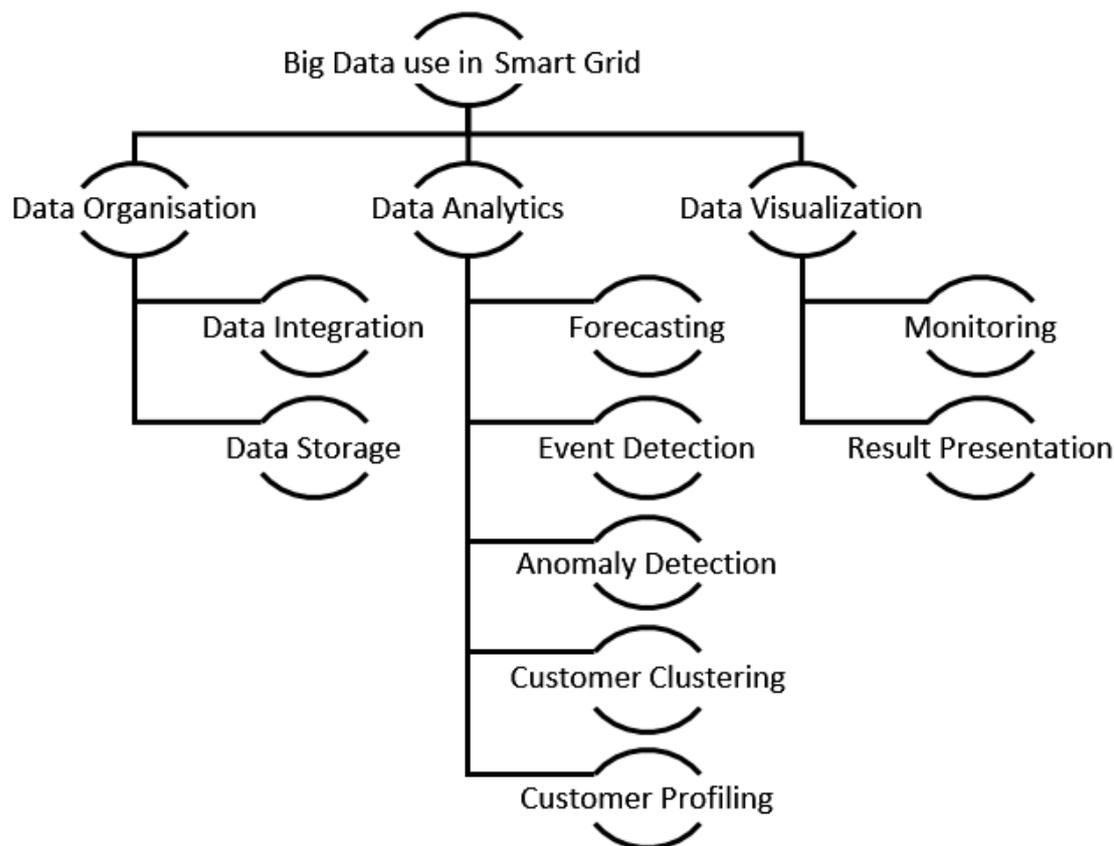 Big Data use in Smart Grid
Data Organisation
Data Analytics
Data Visualization
Data Integration
Forecasting
Monitoring
Data Storage
Event Detection
Result Presentation
Anomaly Detection
Customer Clustering
Customer Profiling